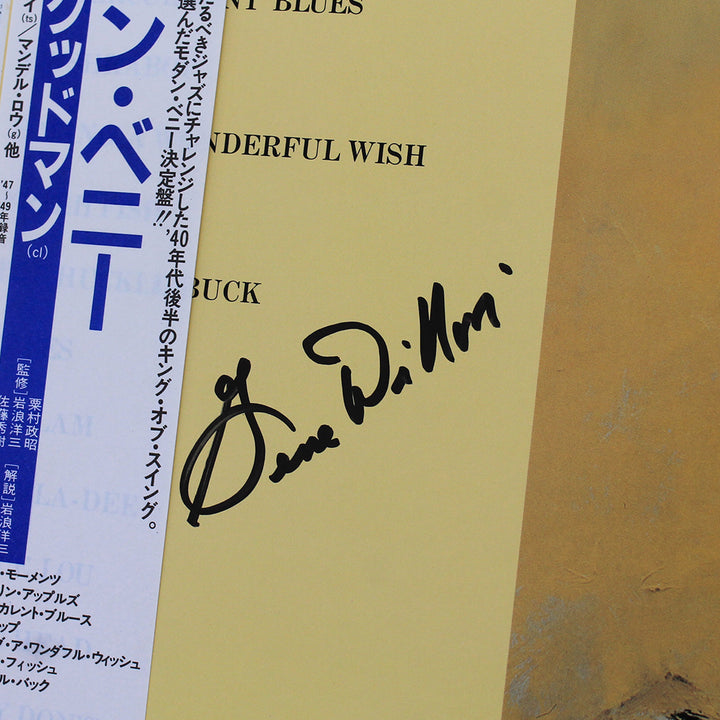 NT BLUES
NDERFUL WISH
BUCK
Gene DiNovi
るべきジャズにチャレンジした'40年代後半のキング・オブ・スイング。
選んだモダン・ベニー決定盤!!
ン・ベニー
グッドマン(cl)
イ(ts)／マンデル・ロウ(g)他
'47〜49年録音
[監修]
栗村政昭
岩浪洋三
佐藤秀樹
[解説]岩浪洋三
・モーメンツ
リン・アップルズ
カレント・ブルース
ップ
グ・ア・ワンダフル・ウィッシュ
・フィッシュ
ル・バック
LAM
LA-DEE
LOU